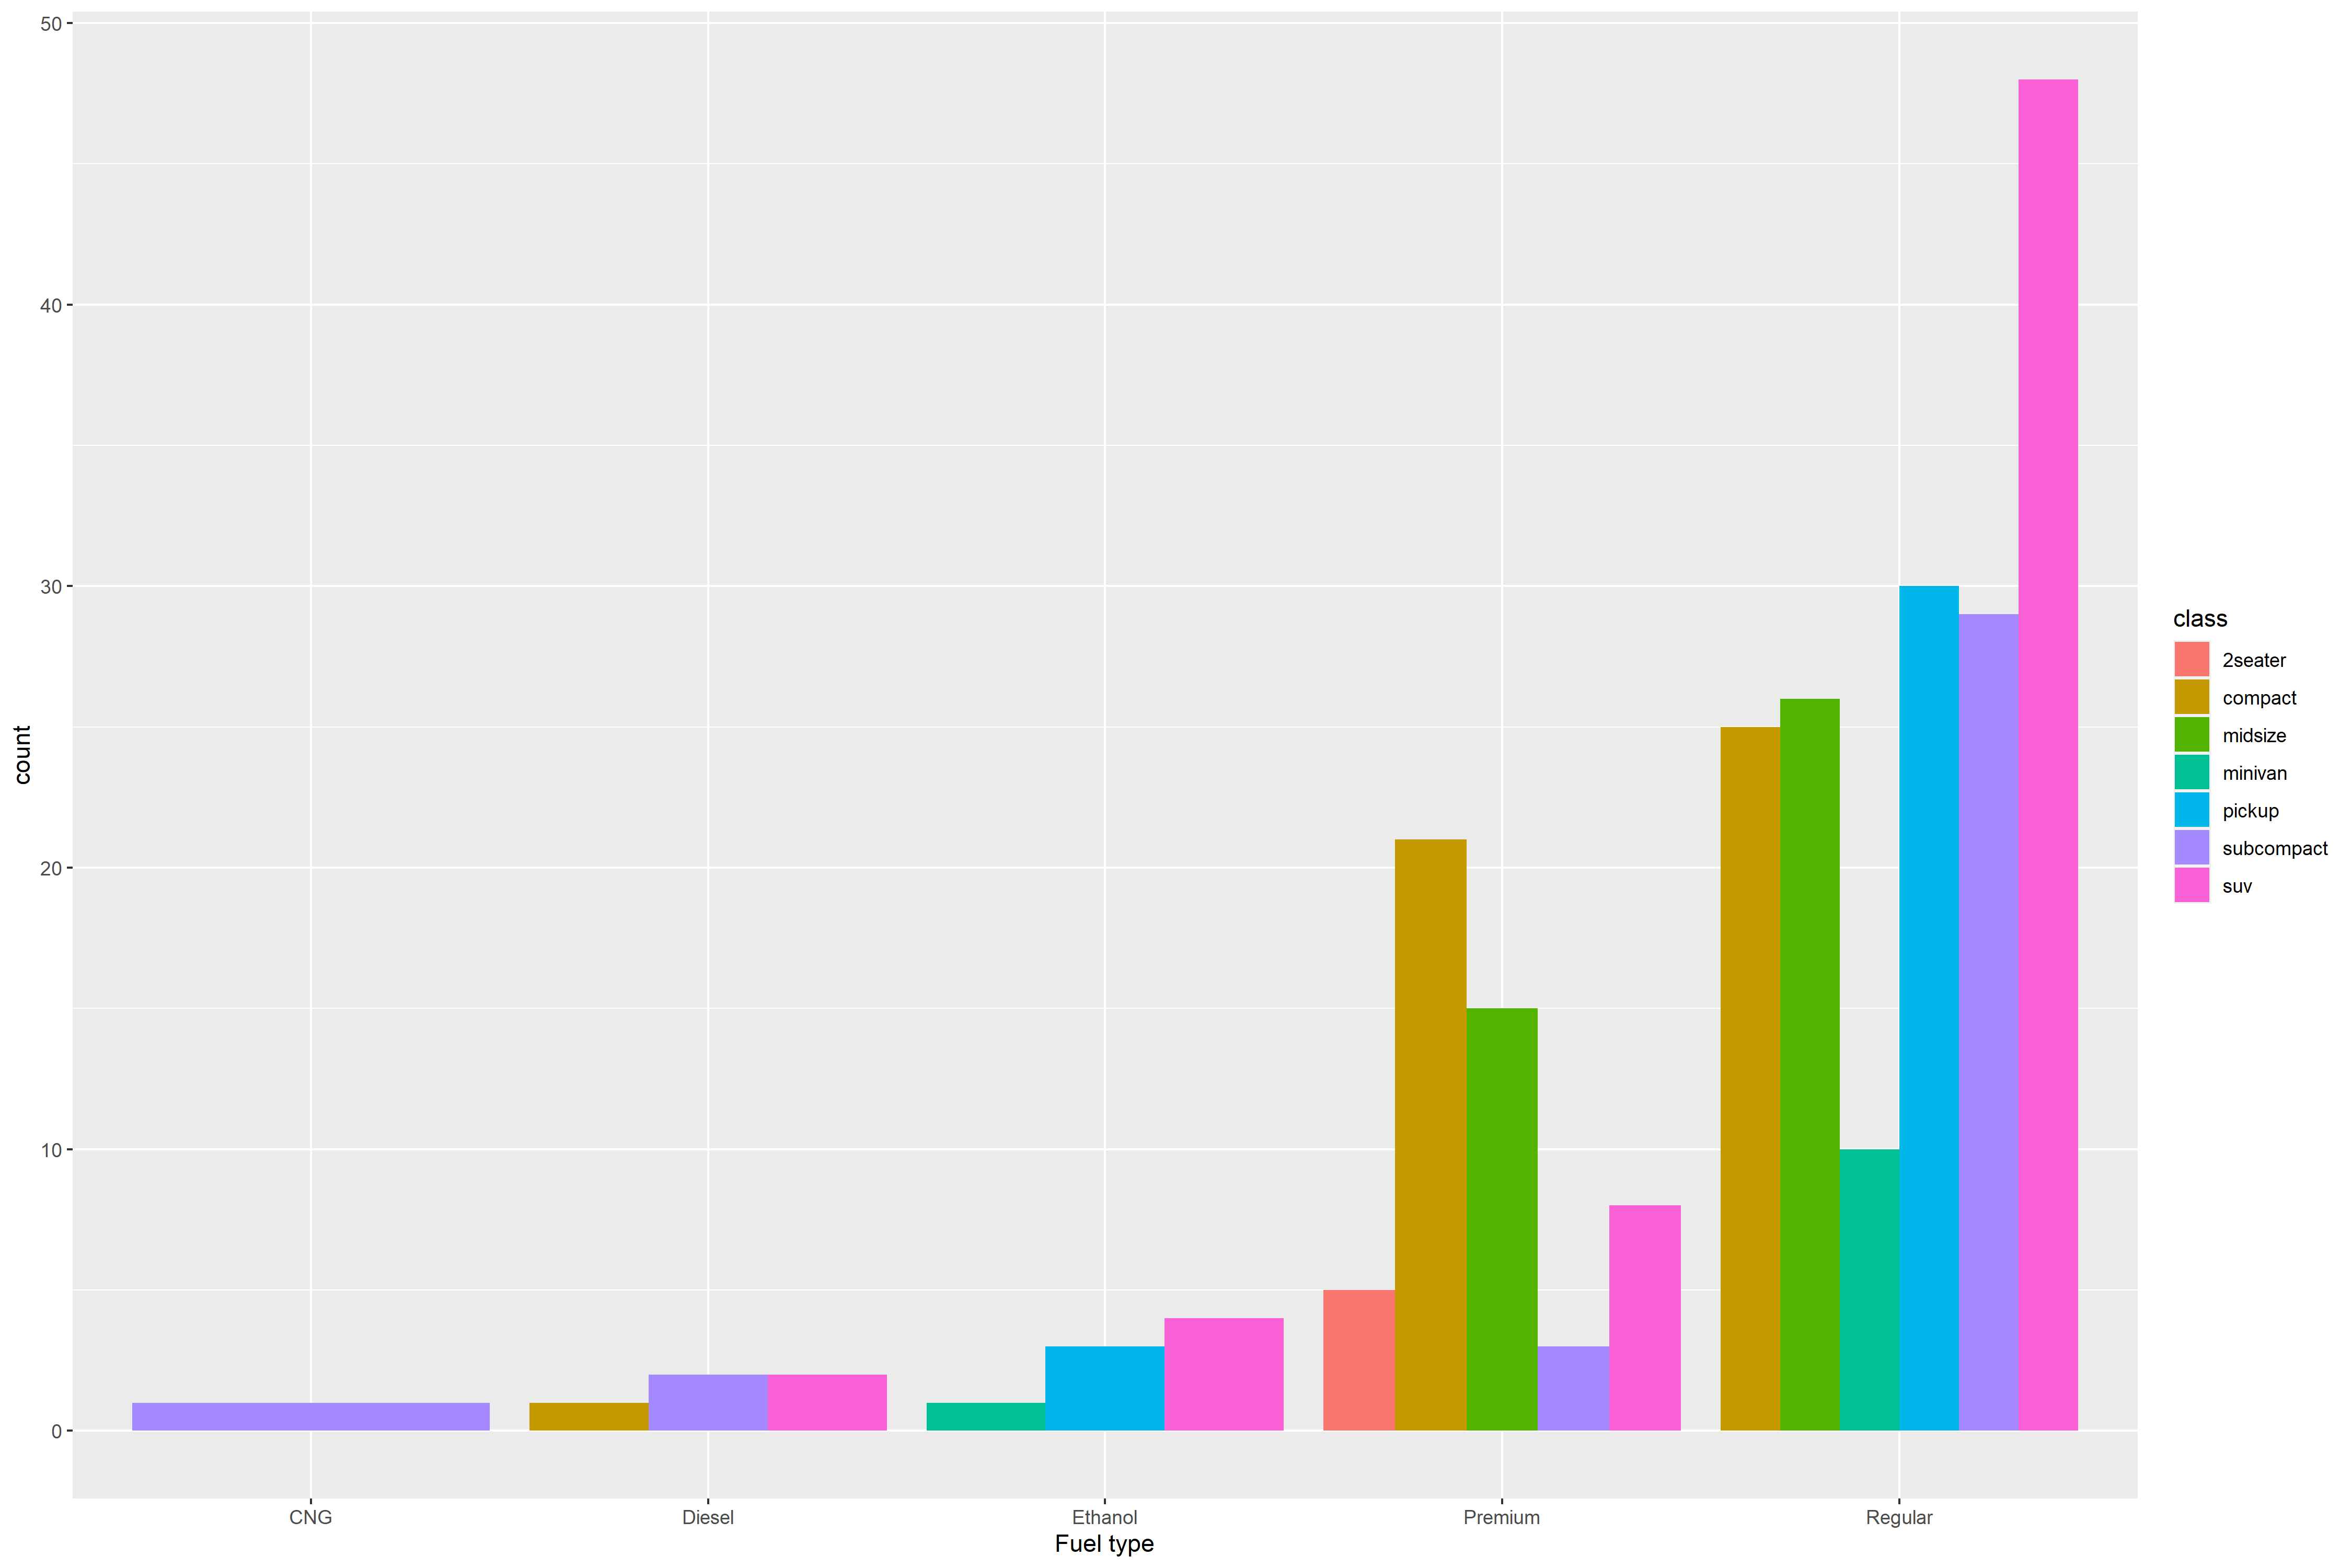 50
40
30
20
10
0
count
CNG
Diesel
Ethanol
Premium
Regular
Fuel type
class
2seater
compact
midsize
minivan
pickup
subcompact
suv